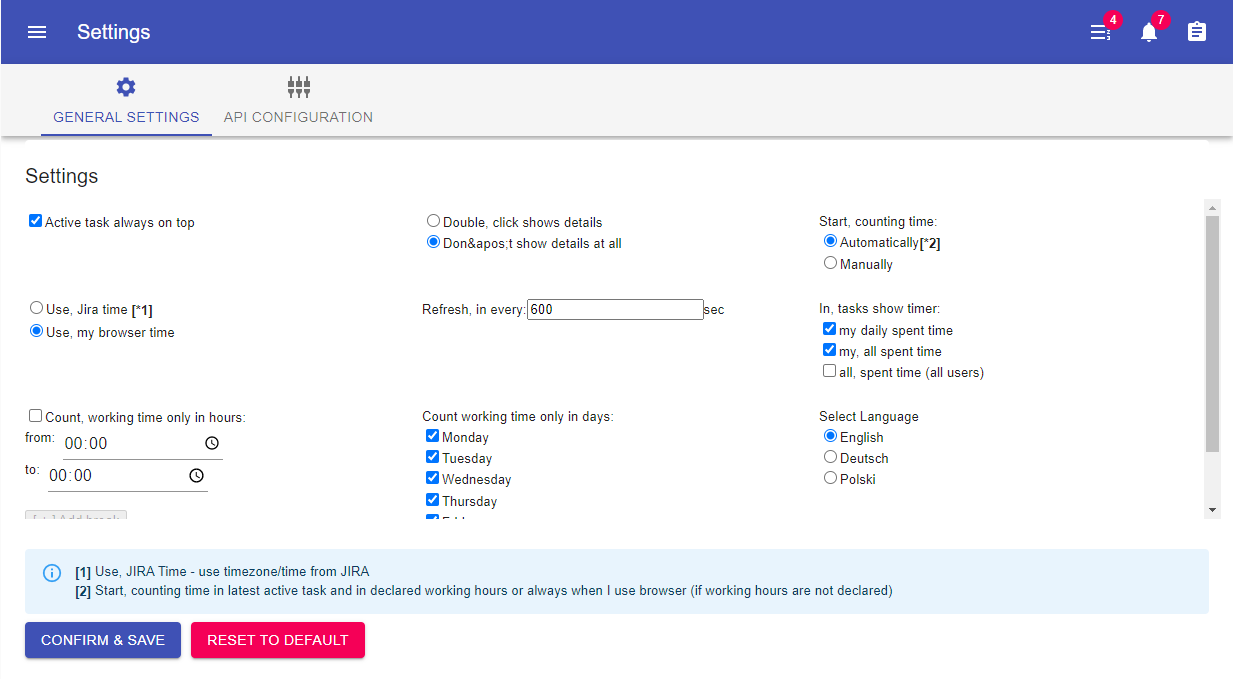 Settings
4
7
GENERAL SETTINGS
API CONFIGURATION
Settings
Active task always on top
Double, click shows details
Don&apos;t show details at all
Start, counting time:
Automatically[*2]
Manually
Use, Jira time [*1]
Use, my browser time
Refresh, in every: 600 sec
In, tasks show timer:
my daily spent time
my, all spent time
all, spent time (all users)
Count, working time only in hours:
from: 00:00
to: 00:00
[+] Add break
Count working time only in days:
Monday
Tuesday
Wednesday
Thursday
Select Language
English
Deutsch
Polski
[1] Use, JIRA Time - use timezone/time from JIRA
[2] Start, counting time in latest active task and in declared working hours or always when I use browser (if working hours are not declared)
CONFIRM & SAVE
RESET TO DEFAULT